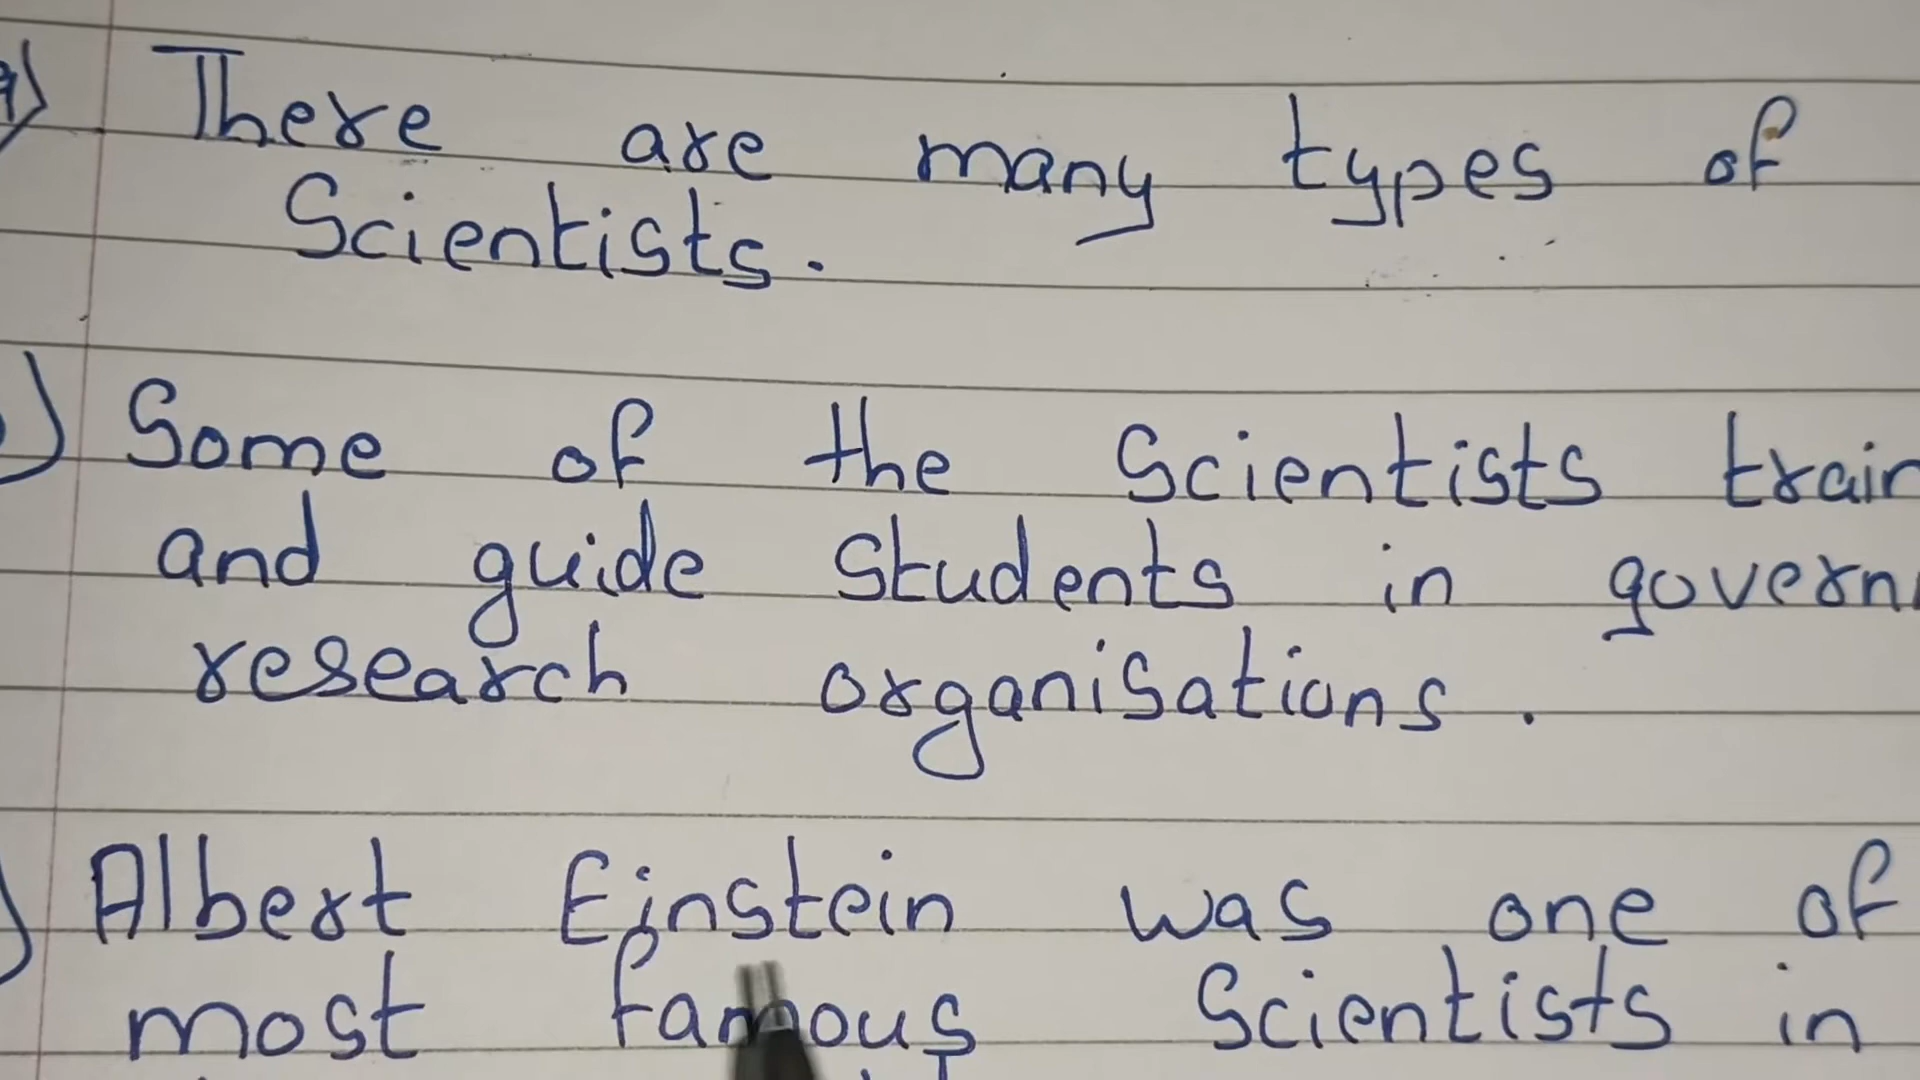 There are many types of
Scientists.
Some of the Scientists train
and guide Students in govern
research organisations.
Albert Einstein was one of
most famous Scientists in